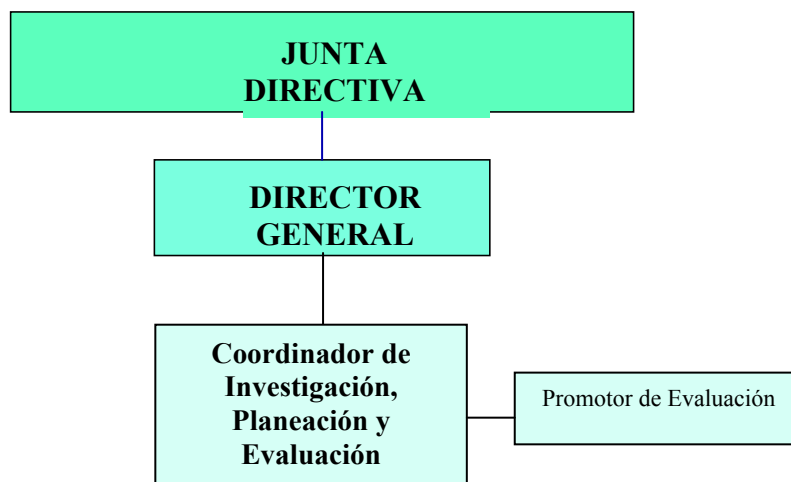 JUNTA
DIRECTIVA
DIRECTOR
GENERAL
Coordinador de
Investigación,
Planeación y
Evaluación
Promotor de Evaluación